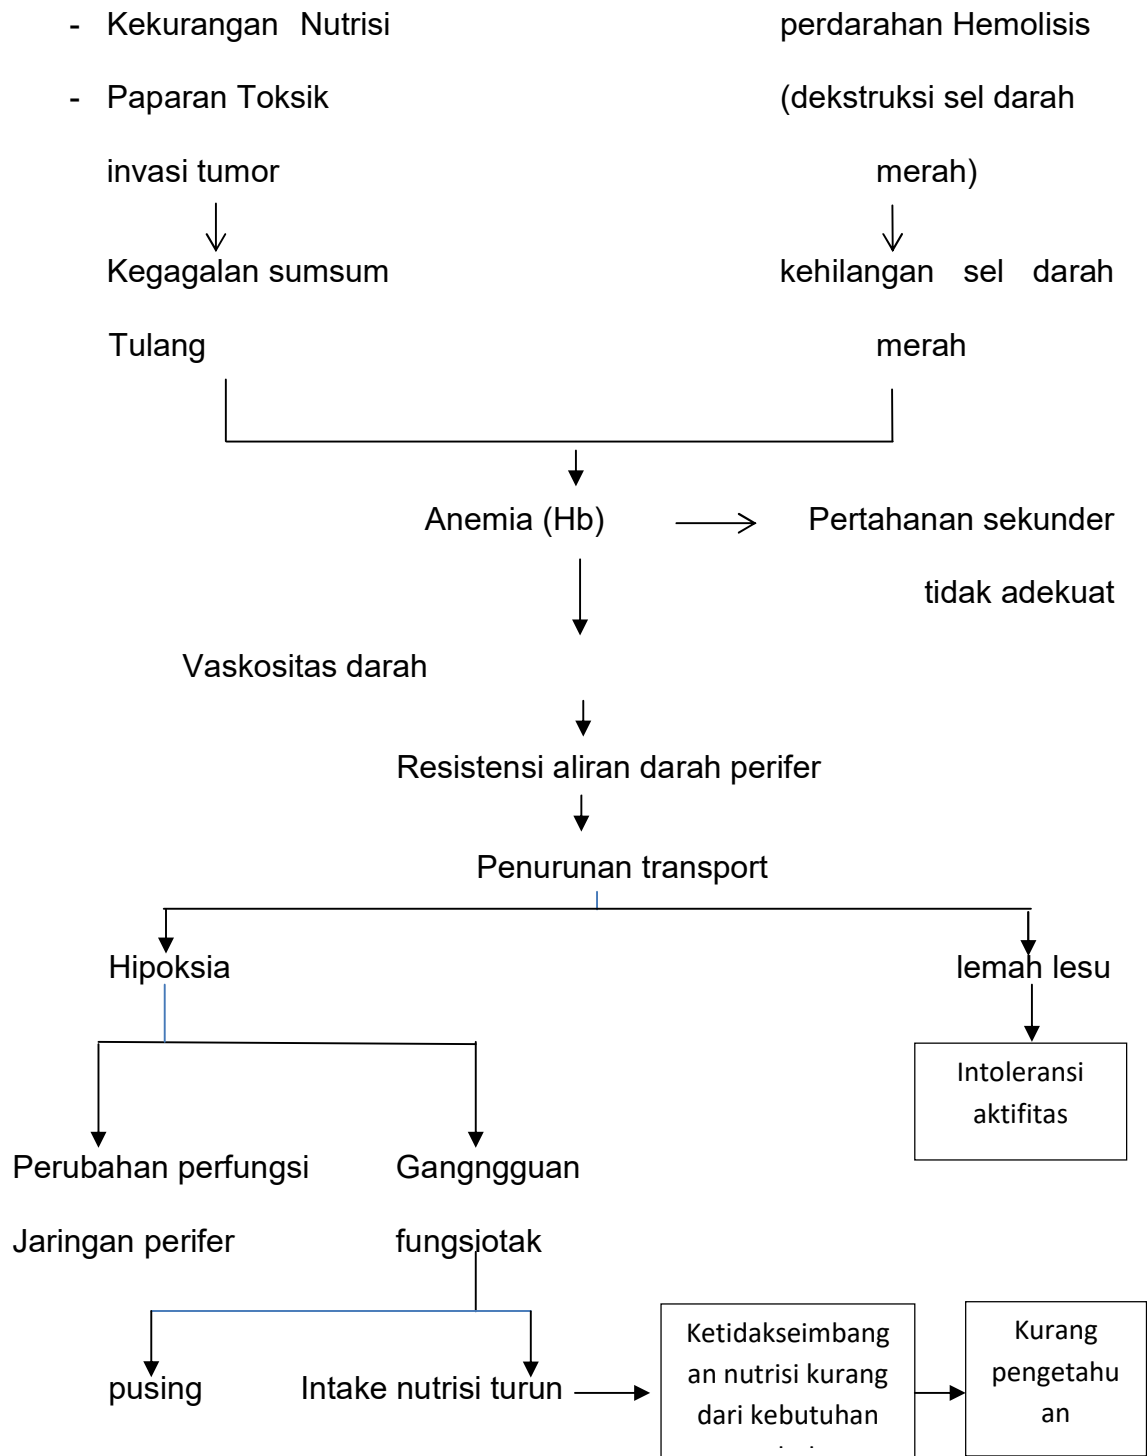 - Kekurangan Nutrisi
perdarahan Hemolisis
- Paparan Toksik
(dekstruksi sel darah
invasi tumor
merah)
Kegagalan sumsum
kehilangan sel darah
Tulang
merah
Anemia (Hb)
Pertahanan sekunder
tidak adekuat
Vaskositas darah
Resistensi aliran darah perifer
Penurunan transport
Hipoksia
lemah lesu
Intoleransi
aktifitas
Perubahan perfungsi
Gangngguan
Jaringan perifer
fungsiotak
pusing
Intake nutrisi turun
Ketidakseimbang
an nutrisi kurang
dari kebutuhan
Kurang
pengetahu
an